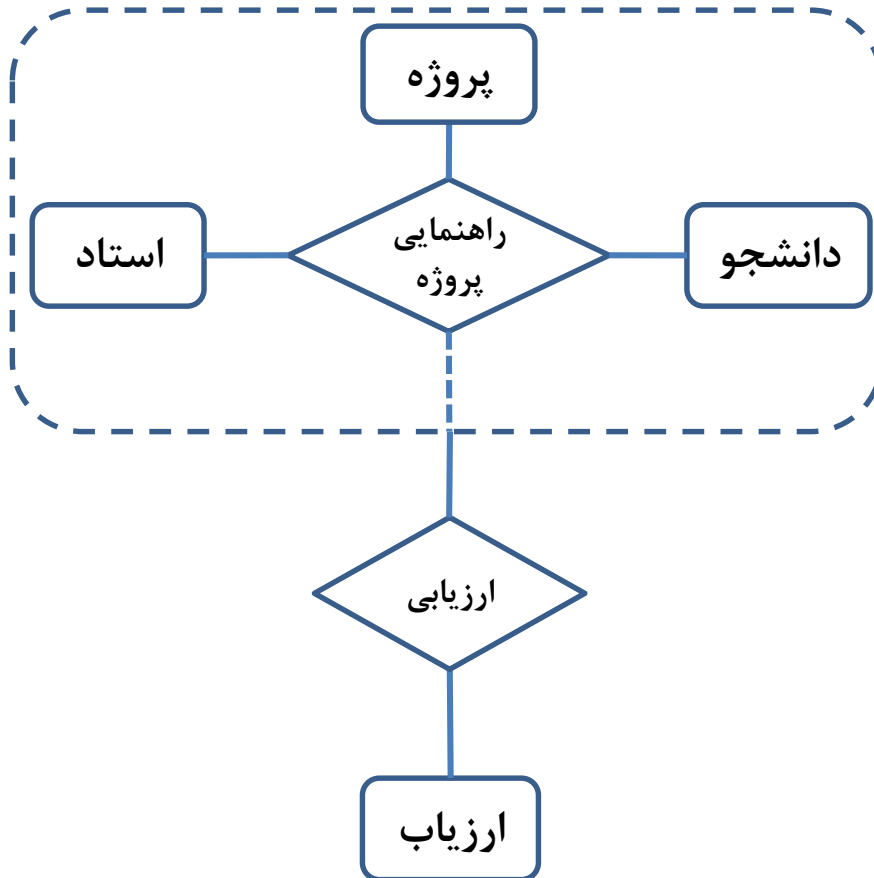 پروژه
دانشجو
راهنمایی
پروژه
استاد
ارزیابی
ارزیاب